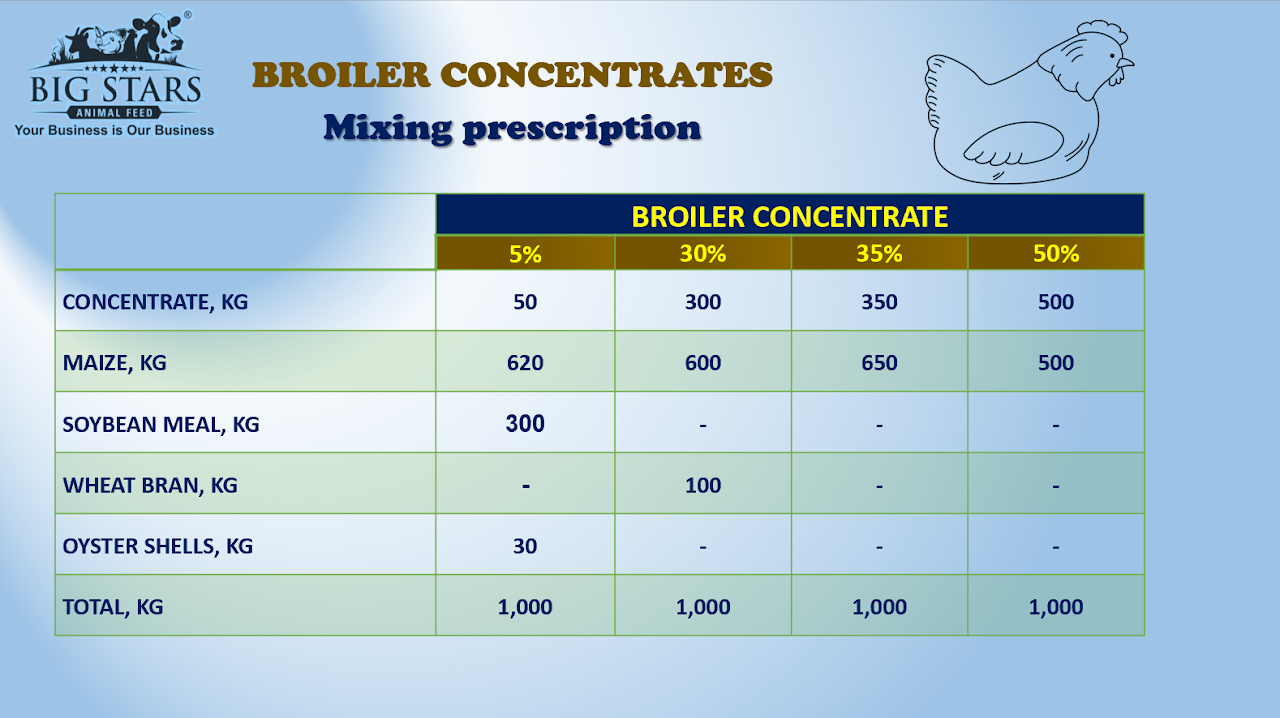 ®
BIG STARS
ANIMAL FEED
Your Business is Our Business
BROILER CONCENTRATES
Mixing prescription
BROILER CONCENTRATE
5% 30% 35% 50%
CONCENTRATE, KG 50 300 350 500
MAIZE, KG 620 600 650 500
SOYBEAN MEAL, KG 300 - - -
WHEAT BRAN, KG - 100 - -
OYSTER SHELLS, KG 30 - - -
TOTAL, KG 1,000 1,000 1,000 1,000